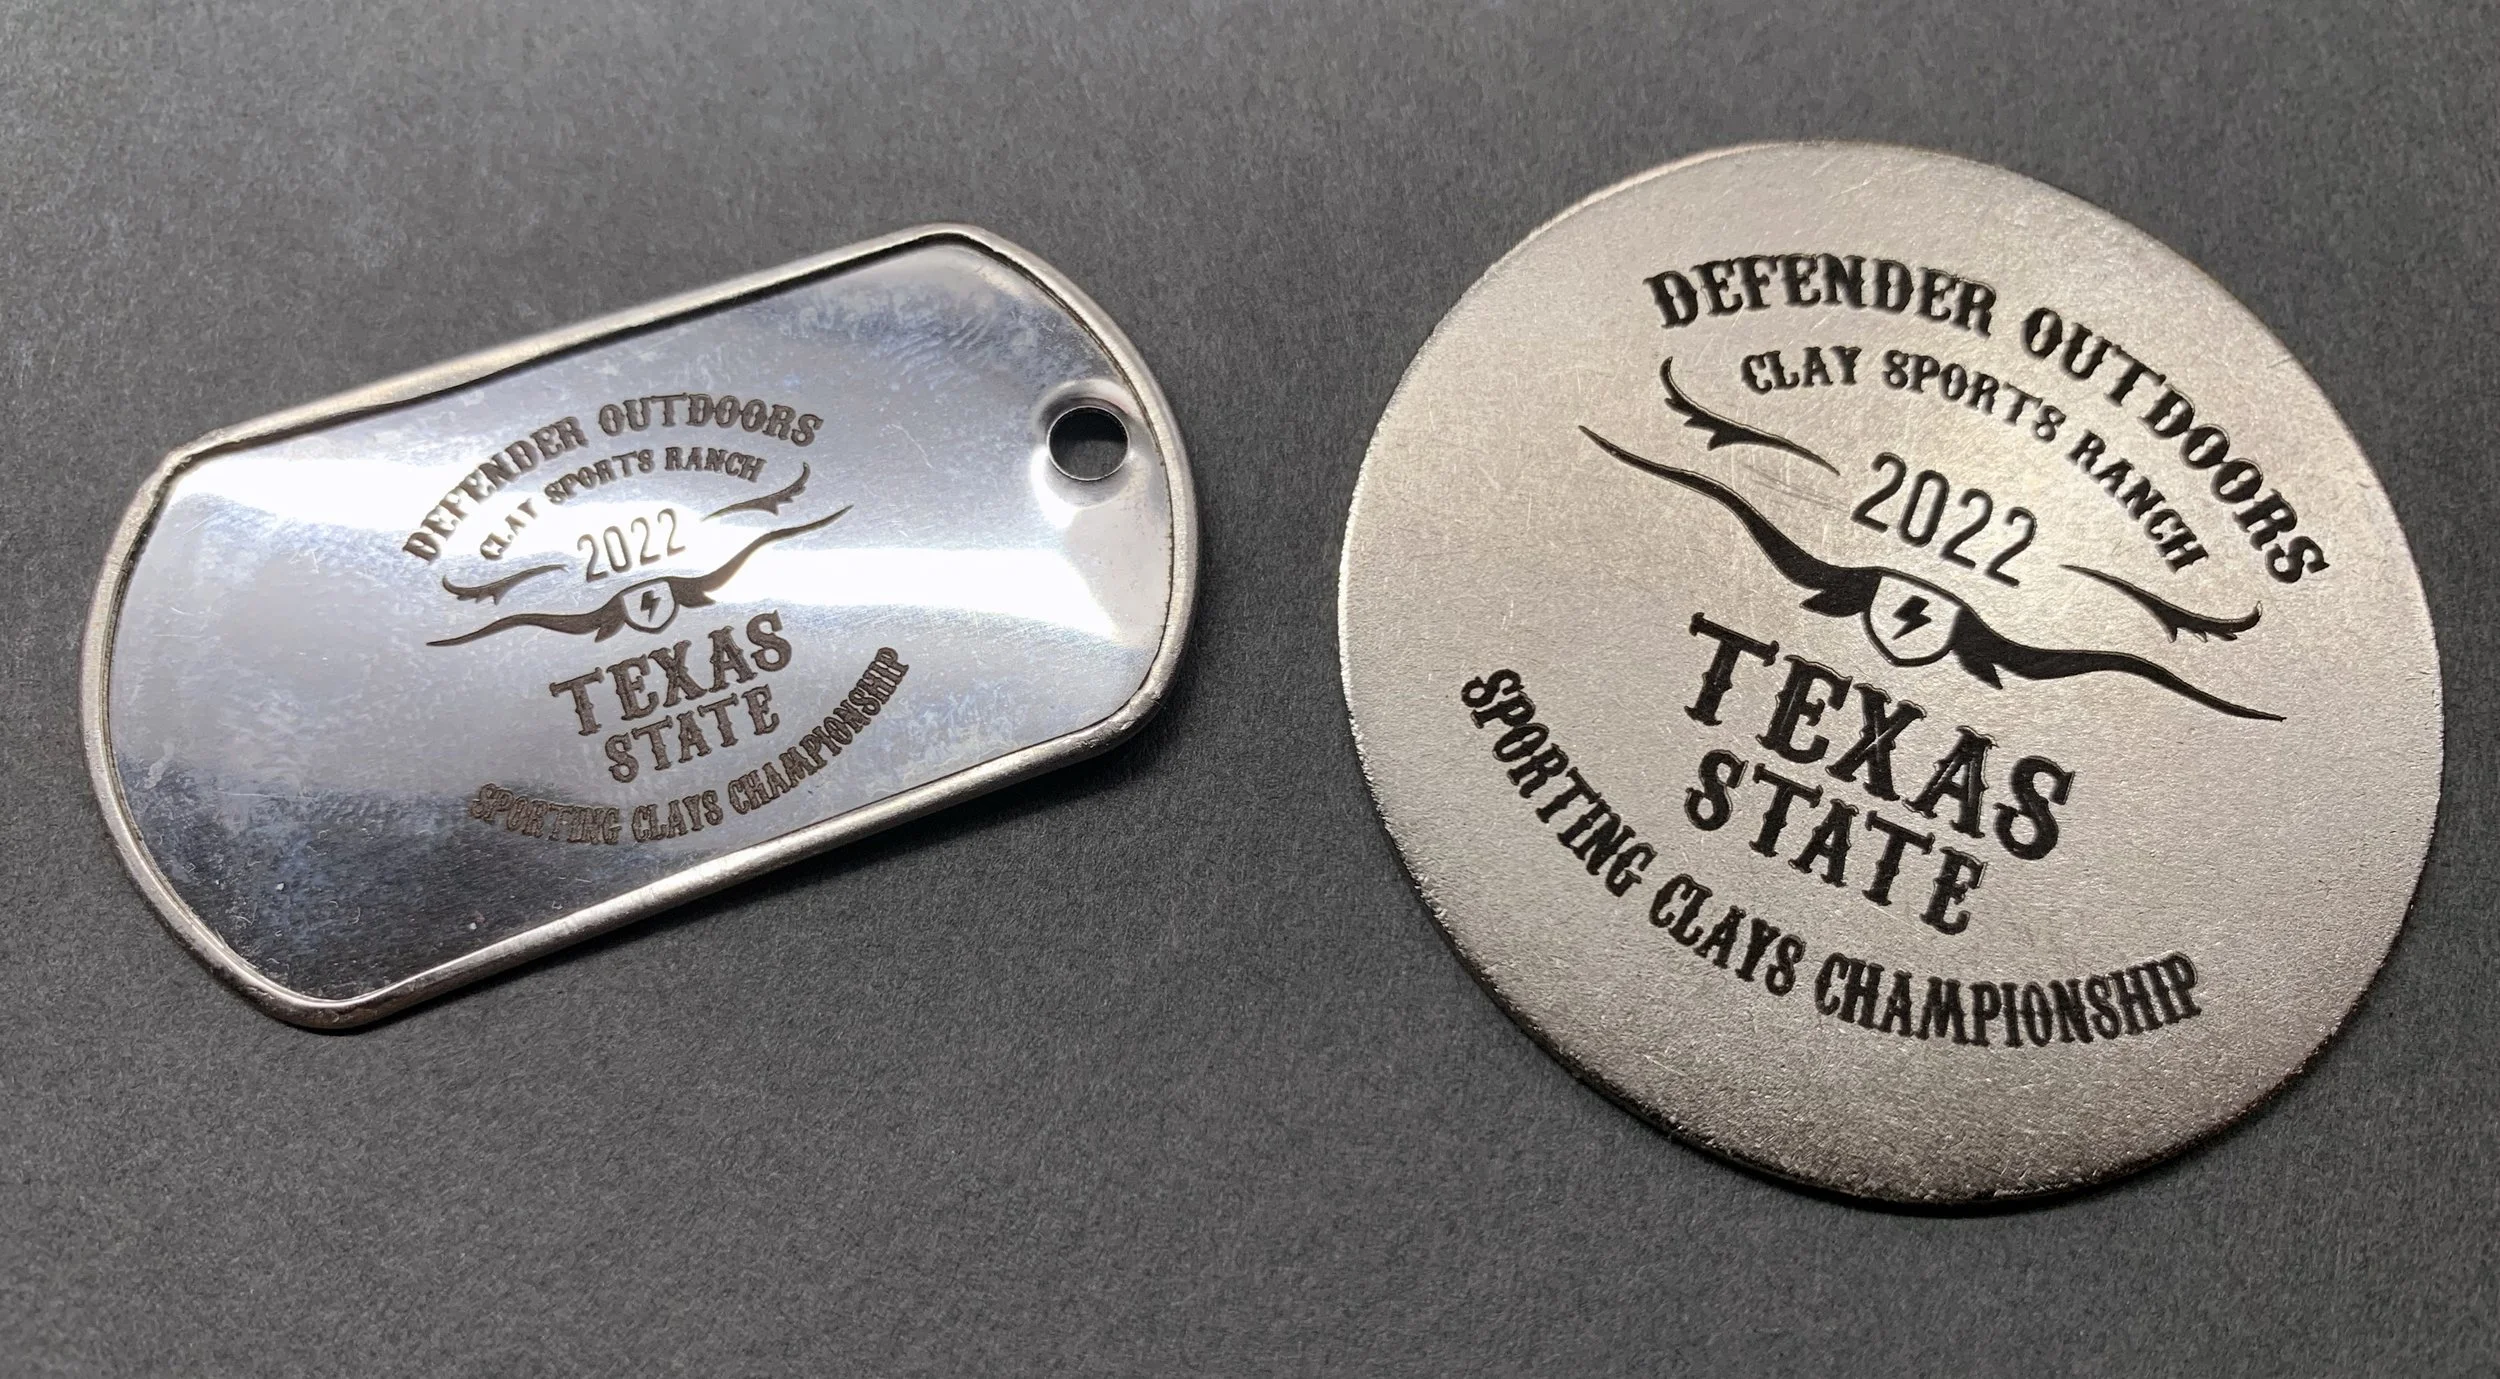 DEFENDER OUTDOORS
CLAY SPORTS RANCH
2022
TEXAS
STATE
SPORTING CLAYS CHAMPIONSHIP
DEFENDER OUTDOORS
CLAY SPORTS RANCH
2022
TEXAS
STATE
SPORTING CLAYS CHAMPIONSHIP